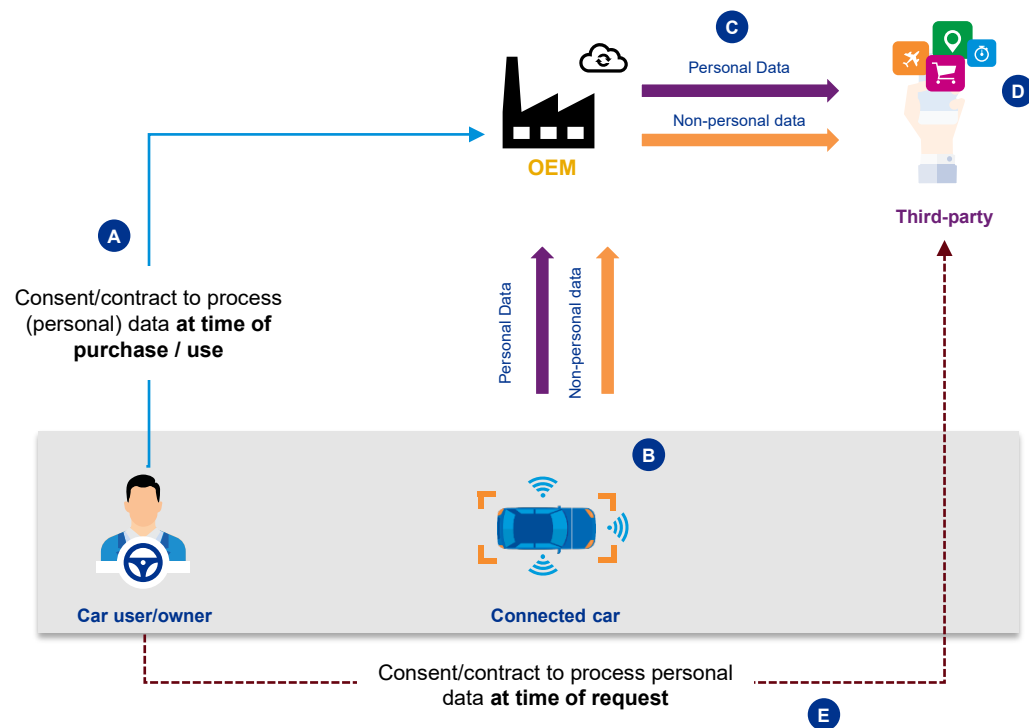 C
Personal Data
D
Non-personal data
OEM
Third-party
A
Consent/contract to process
(personal) data at time of
purchase / use
Personal Data
Non-personal data
B
Car user/owner
Connected car
Consent/contract to process personal
data at time of request
E